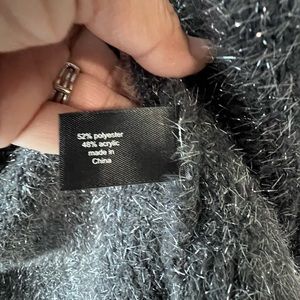 52% polyester
48% acrylic
made in
China